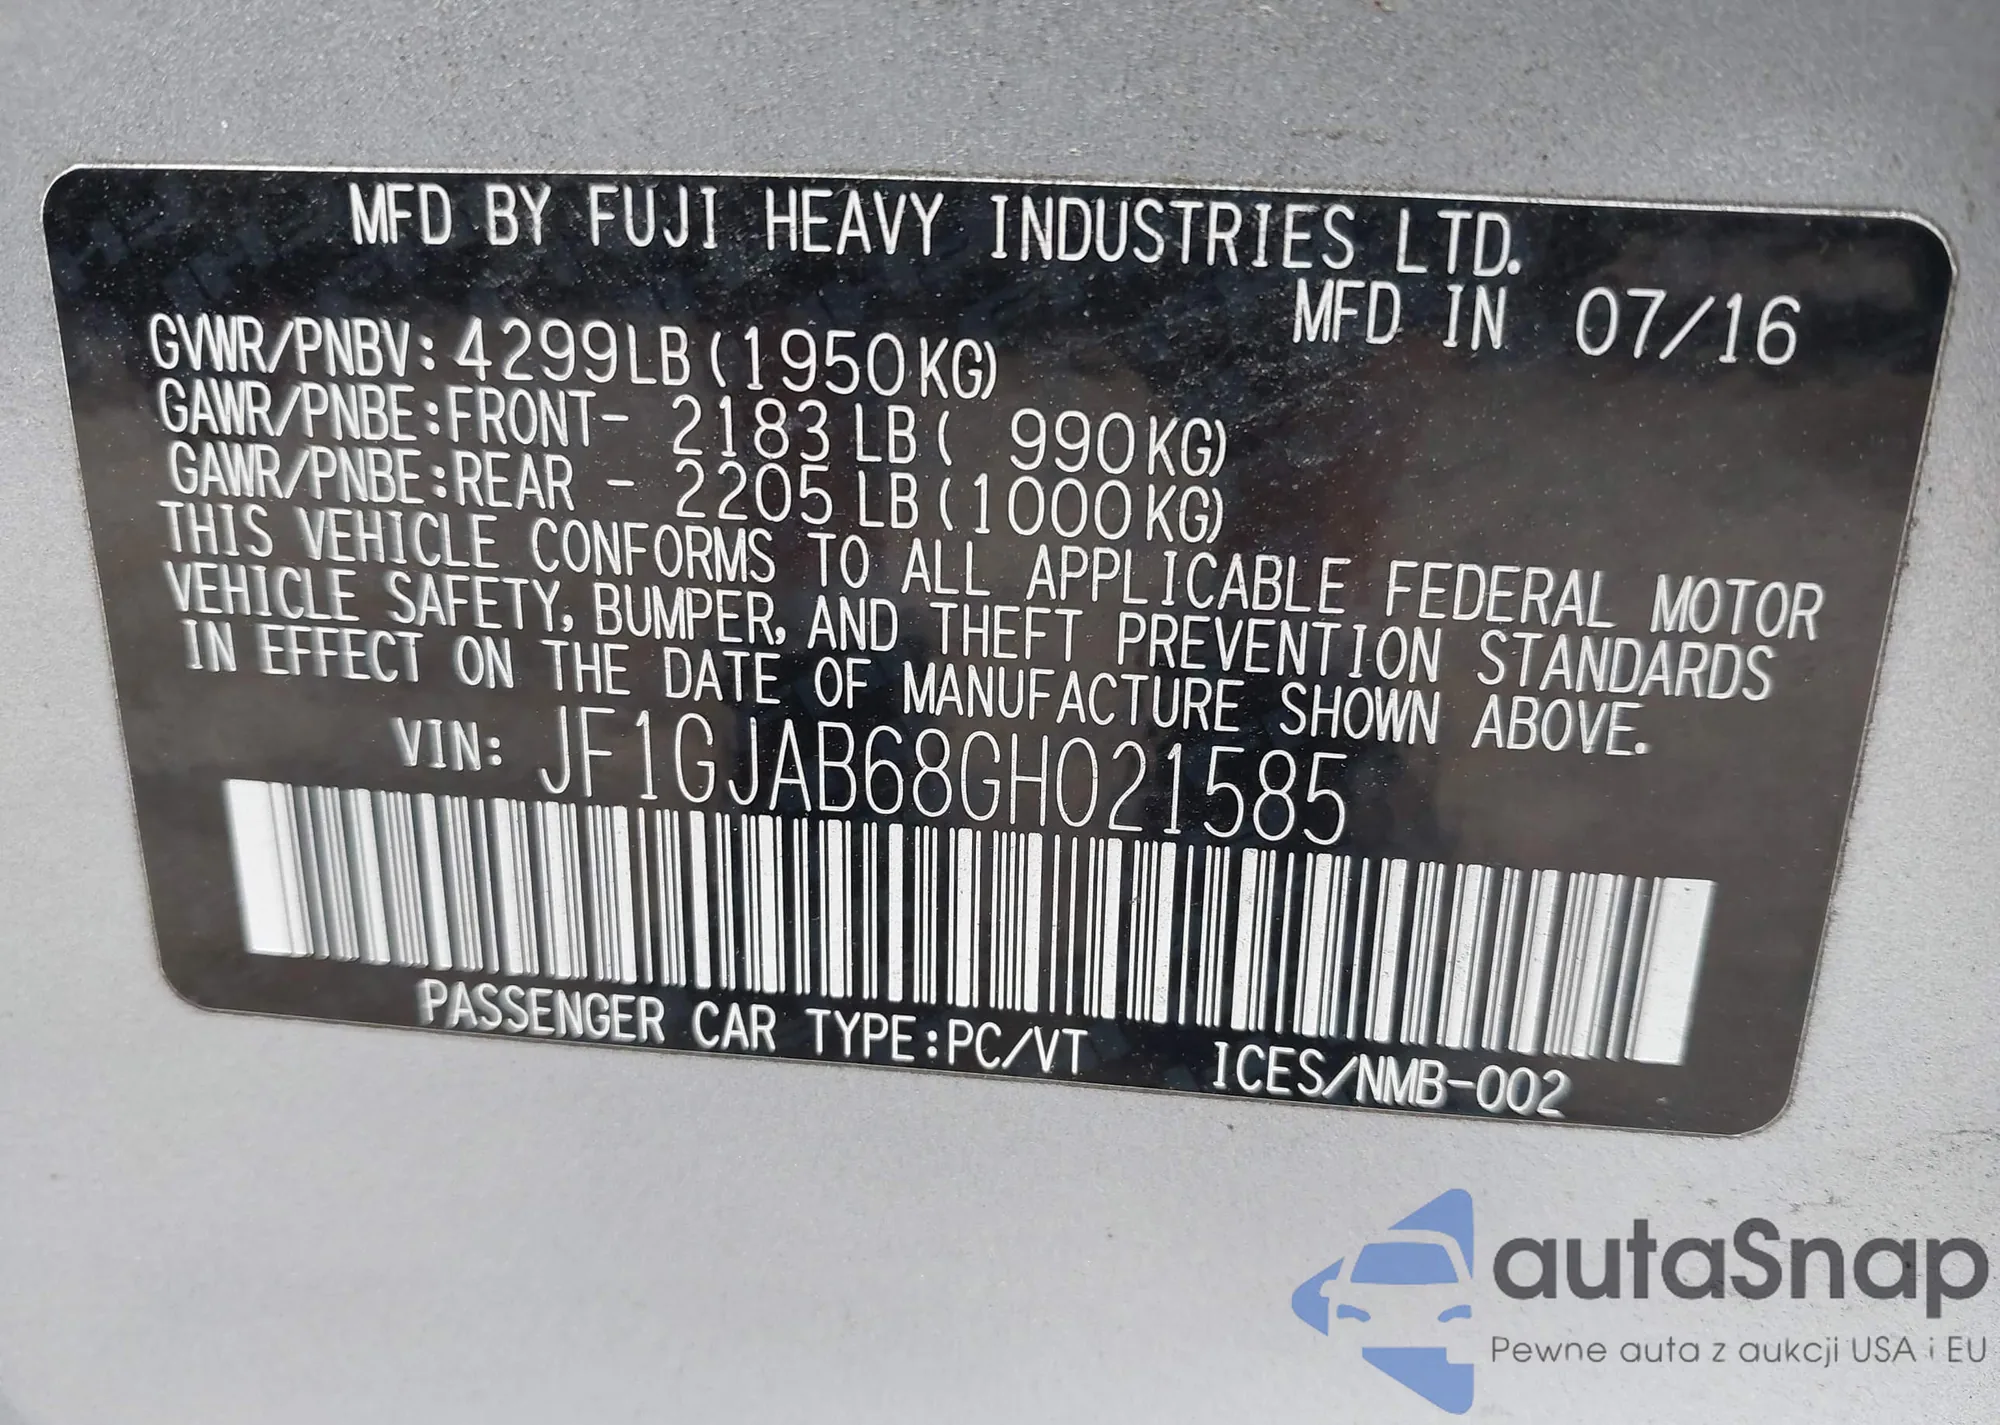 MFD BY FUJI HEAVY INDUSTRIES LTD.
MFD IN 07/16
GVWR/PNBV: 4299LB (1950KG)
GAWR/PNBE:FRONT- 2183 LB ( 990KG)
GAWR/PNBE:REAR - 2205 LB (1000KG)
THIS VEHICLE CONFORMS TO ALL APPLICABLE FEDERAL MOTOR
VEHICLE SAFETY, BUMPER, AND THEFT PREVENTION STANDARDS
IN EFFECT ON THE DATE OF MANUFACTURE SHOWN ABOVE.
VIN: JF1GJAB68GH021585
PASSENGER CAR TYPE:PC/VT ICES/NMB-002
autaSnap
Pewne auta z aukcji USA i EU